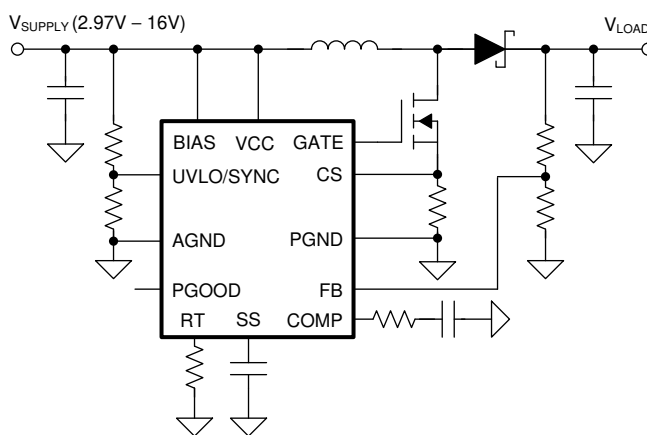 VSUPPLY (2.97V – 16V)
VLOAD
BIAS VCC GATE
UVLO/SYNC CS
AGND PGND
PGOOD FB
RT SS COMP